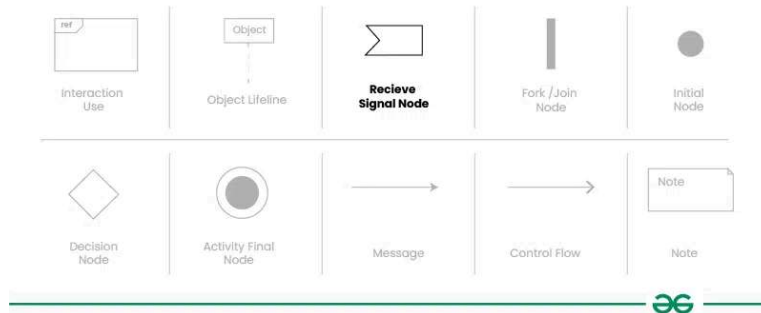 ref
Object
Interaction
Use
Object Lifeline
Recieve
Signal Node
Fork /Join
Node
Initial
Node
Decision
Node
Activity Final
Node
Message
Control Flow
Note
Note